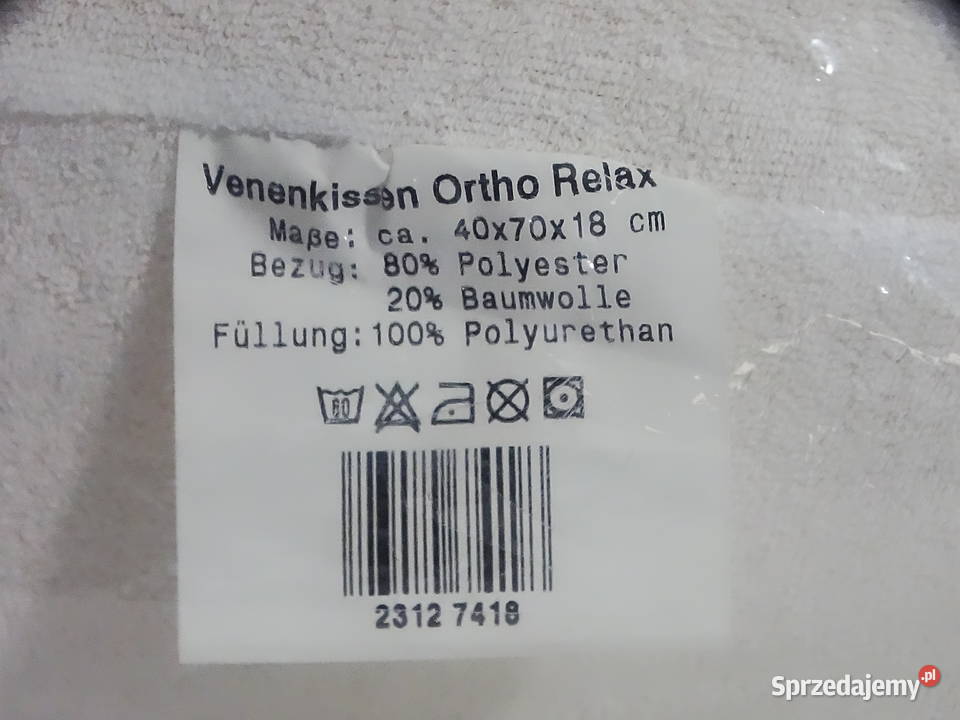 Venenkissen Ortho Relax
Maße: ca. 40x70x18 cm
Bezug: 80% Polyester
20% Baumwolle
Füllung: 100% Polyurethan
60
2312 7418
Sprzedajemy.pl